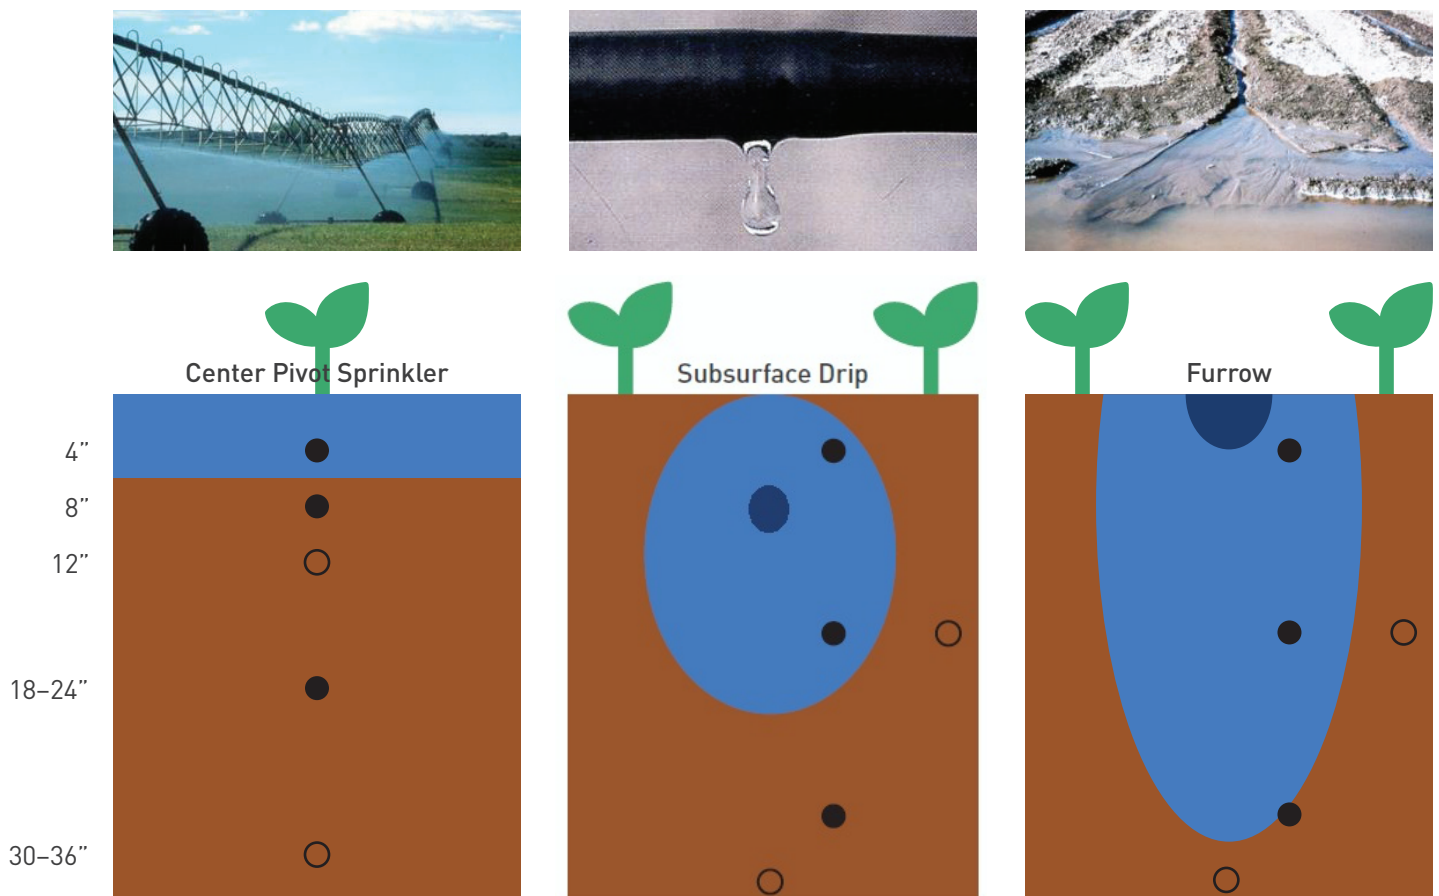 Center Pivot Sprinkler
Subsurface Drip
Furrow
4”
8”
12”
18–24”
30–36”